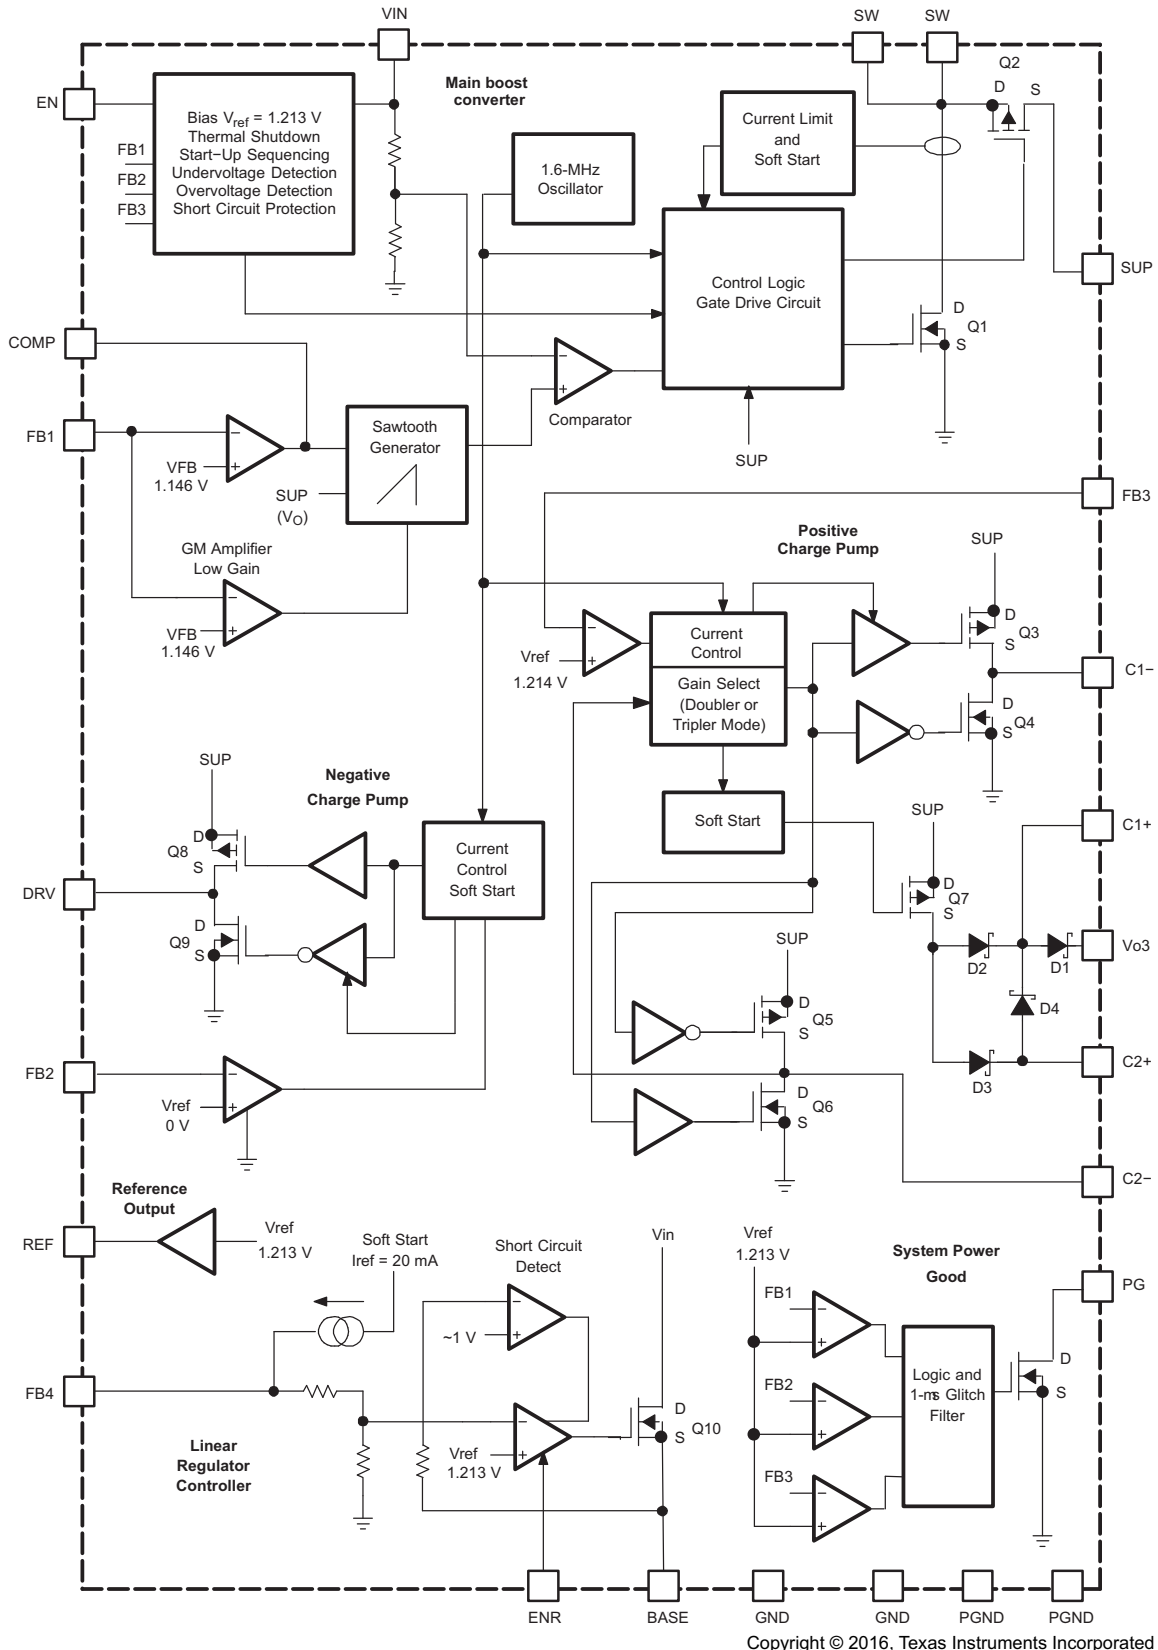 VIN
SW
SW
Q2
D
S
Main boost
converter
EN
Bias Vref = 1.213 V
Thermal Shutdown
Start−Up Sequencing
Undervoltage Detection
Overvoltage Detection
Short Circuit Protection
FB1
FB2
FB3
1.6-MHz
Oscillator
Current Limit
and
Soft Start
SUP
Control Logic
Gate Drive Circuit
D
Q1
S
COMP
Comparator
−
+
SUP
FB1
−
+
VFB
1.146 V
Sawtooth
Generator
SUP
(VO)
FB3
GM Amplifier
Low Gain
−
+
VFB
1.146 V
Positive
Charge Pump
SUP
−
+
Vref
1.214 V
Current
Control
Gain Select
(Doubler or
Tripler Mode)
D
Q3
S
C1−
D
Q4
S
SUP
Negative
Charge Pump
Soft Start
SUP
C1+
D
Q8
S
Current
Control
Soft Start
DRV
D
Q7
S
D
Q9
S
SUP
D2
D1
Vo3
D4
D
Q5
S
D3
C2+
FB2
−
+
Vref
0 V
D
Q6
S
C2−
Reference
Output
REF
Vref
1.213 V
Soft Start
Iref = 20 mA
Short Circuit
Detect
Vin
Vref
1.213 V
System Power
Good
PG
−
+
~1 V
FB1
−
+
FB4
FB2
−
+
Logic and
1-ms Glitch
Filter
D
S
−
+
Vref
1.213 V
D
Q10
S
Linear
Regulator
Controller
FB3
−
+
ENR
BASE
GND
GND
PGND
PGND
Copyright © 2016, Texas Instruments Incorporated